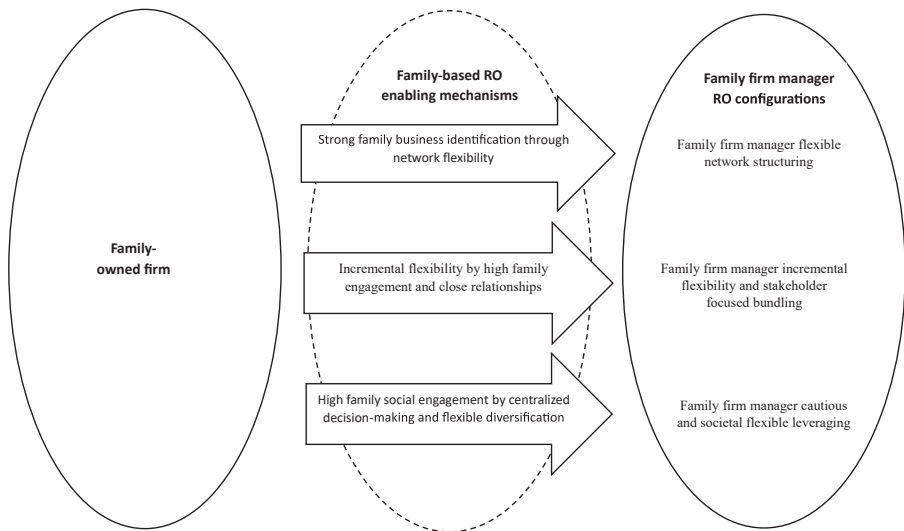 Family-
owned firm
Family-based RO
enabling mechanisms
Strong family business identification through
network flexibility
Incremental flexibility by high family
engagement and close relationships
High family social engagement by centralized
decision-making and flexible diversification
Family firm manager
RO configurations
Family firm manager flexible
network structuring
Family firm manager incremental
flexibility and stakeholder
focused bundling
Family firm manager cautious
and societal flexible leveraging